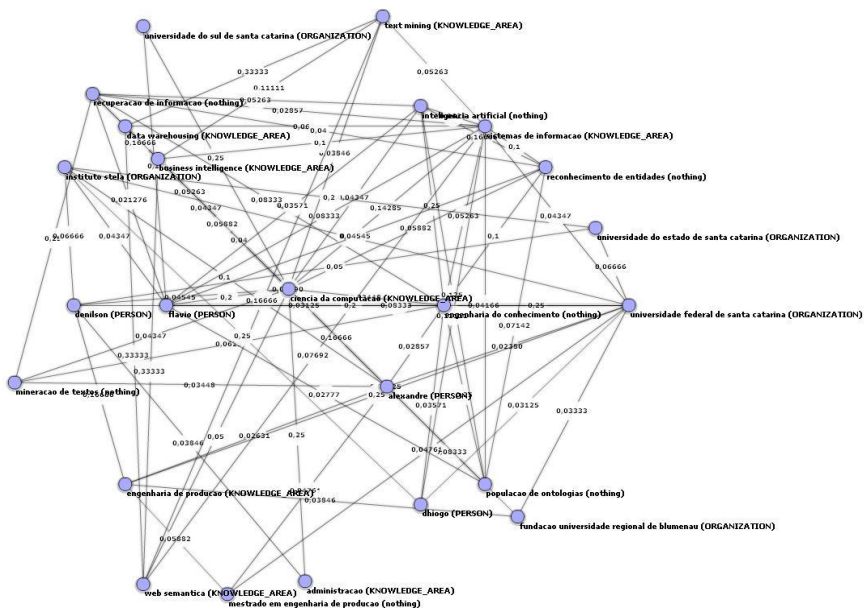 text mining (KNOWLEDGE_AREA)
universidade do sul de santa catarina (ORGANIZATION)
0,33333
0,11111
0,05263
recuperacao de informacao (nothing)
0,05263
0,02857
inteligencia artificial (nothing)
data warehousing (KNOWLEDGE_AREA)
0,04
sistemas de informacao (KNOWLEDGE_AREA)
0,16666
0,1
0,1
0,03846
0,25
business intelligence (KNOWLEDGE_AREA)
instituto stela (ORGANIZATION)
reconhecimento de entidades (nothing)
0,05263
0,021276
0,08333
0,2
0,04347
0,04347
0,03571
0,14285
0,25
0,05263
0,04347
0,08333
0,05882
0,05882
universidade do estado de santa catarina (ORGANIZATION)
0,06666
0,04347
0,04
0,04545
0,1
0,05
0,06666
0,1
0,2
ciencia da computacao (KNOWLEDGE_AREA)
0,04545
denilson (PERSON)
flavio (PERSON)
0,16666
0,03125
0,2
0,08333
engenharia do conhecimento (nothing)
0,04166
0,25
universidade federal de santa catarina (ORGANIZATION)
0,07142
0,04347
0,25
0,16666
0,02857
0,02380
0,07692
0,33333
0,33333
mineracao de textos (nothing)
0,03448
alexandre (PERSON)
0,02777
0,25
0,03571
0,03125
0,03333
0,03846
0,05
0,02631
0,25
0,04761
0,08333
engenharia de producao (KNOWLEDGE_AREA)
populacao de ontologias (nothing)
0,03846
dhiogo (PERSON)
fundacao universidade regional de blumenau (ORGANIZATION)
0,05882
web semantica (KNOWLEDGE_AREA)
administracao (KNOWLEDGE_AREA)
mestrado em engenharia de producao (nothing)